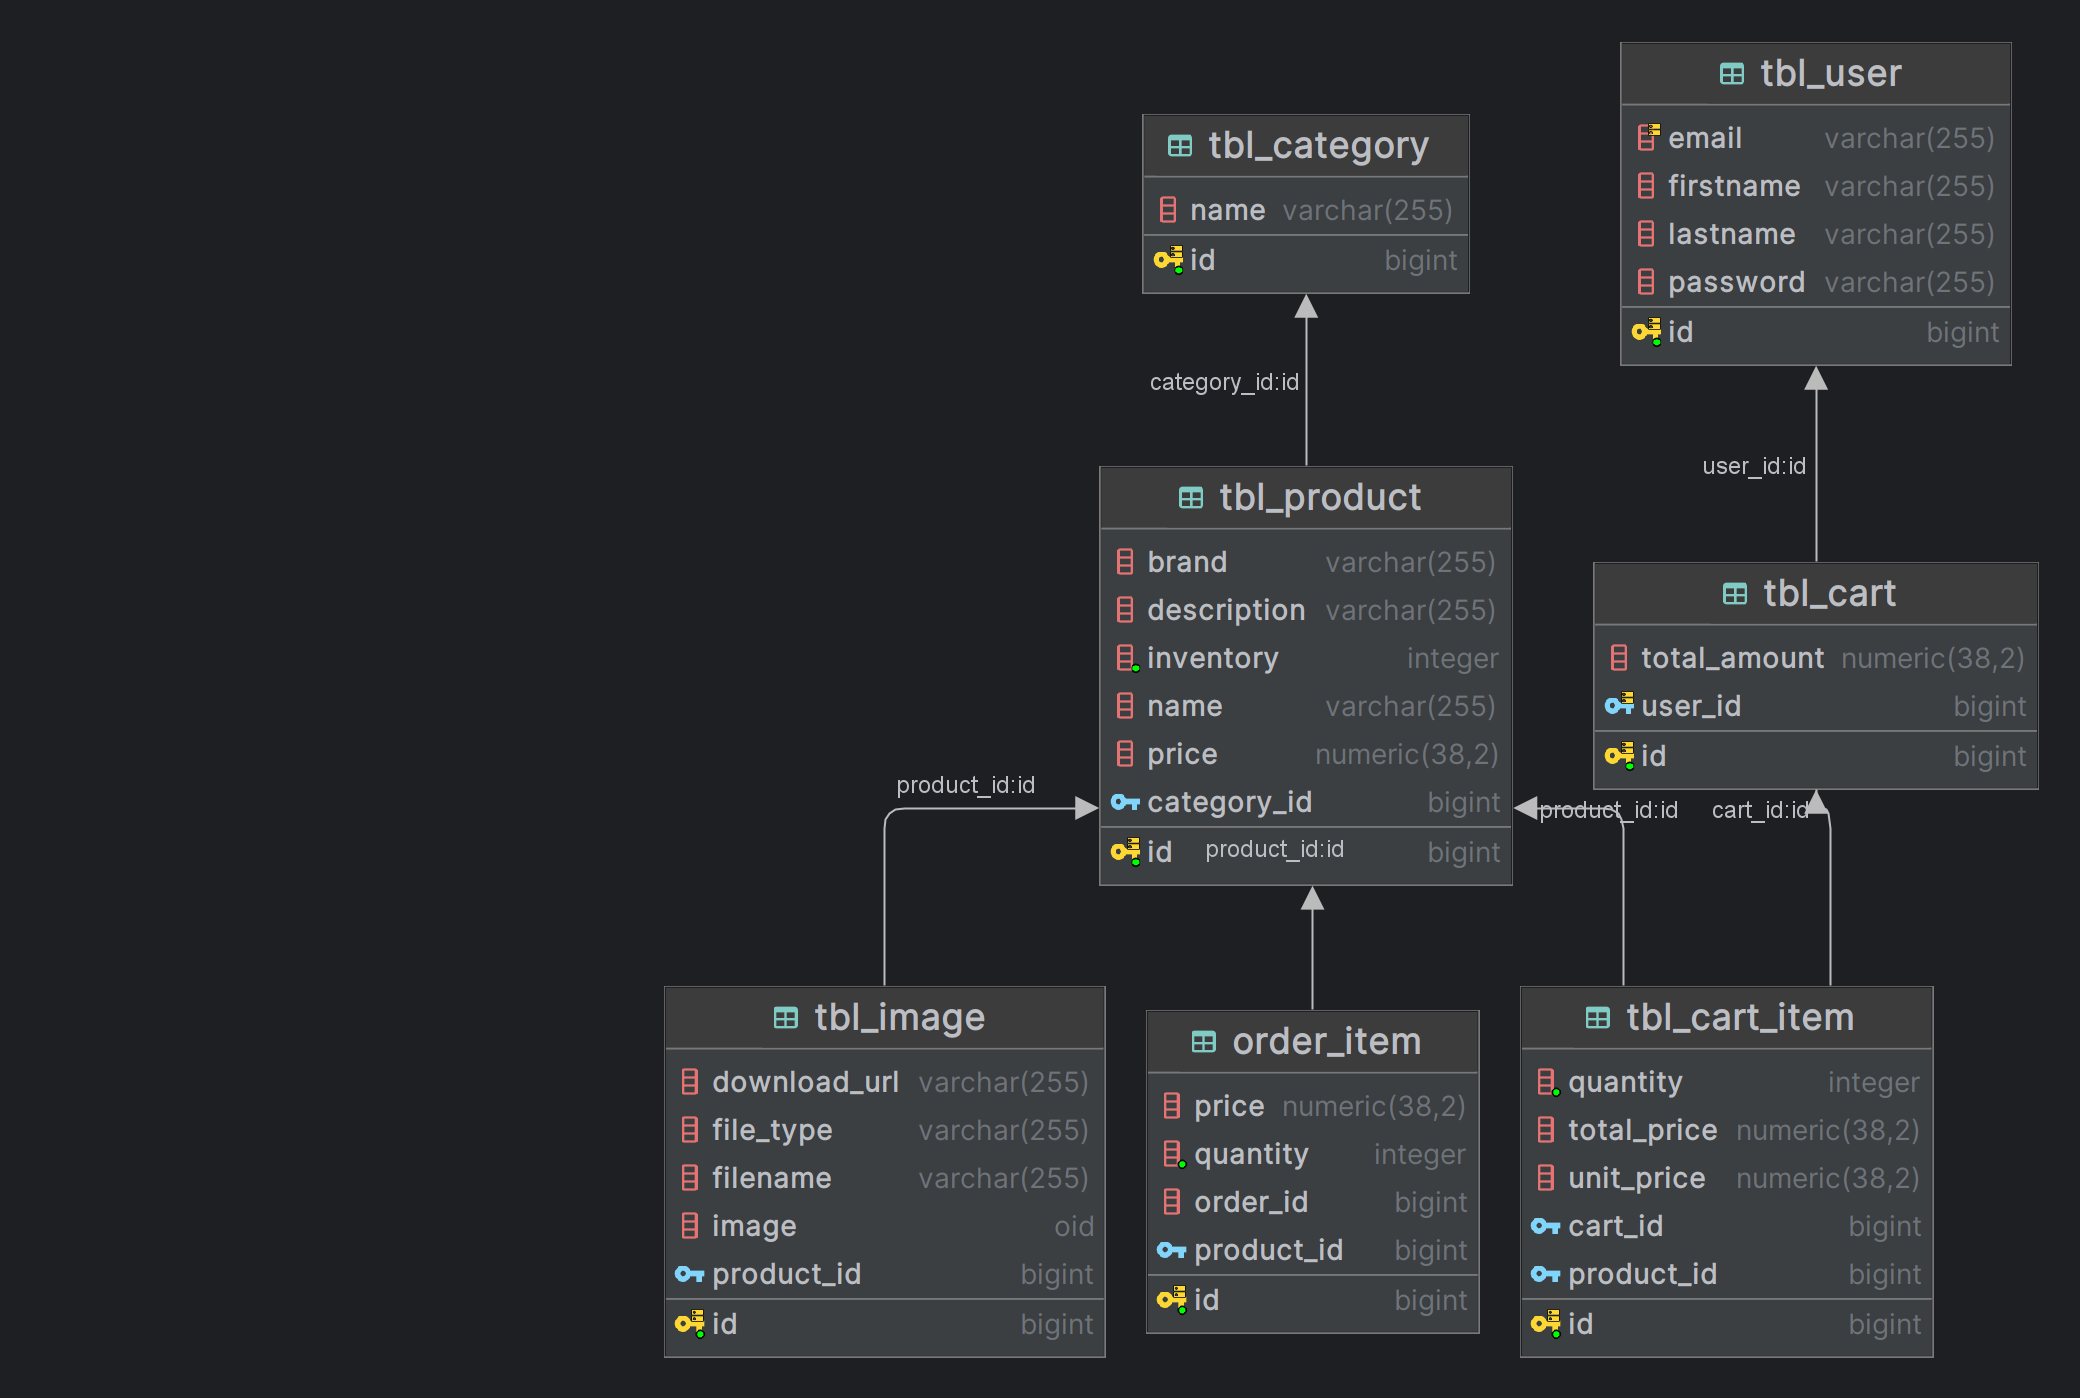 tbl_user
email varchar(255)
firstname varchar(255)
lastname varchar(255)
password varchar(255)
id bigint
tbl_category
name varchar(255)
id bigint
category_id:id
user_id:id
tbl_product
brand varchar(255)
description varchar(255)
inventory integer
name varchar(255)
price numeric(38,2)
category_id bigint
id product_id:id bigint
tbl_cart
total_amount numeric(38,2)
user_id bigint
id bigint
product_id:id
product_id:id
cart_id:id
tbl_image
download_url varchar(255)
file_type varchar(255)
filename varchar(255)
image oid
product_id bigint
id bigint
order_item
price numeric(38,2)
quantity integer
order_id bigint
product_id bigint
id bigint
tbl_cart_item
quantity integer
total_price numeric(38,2)
unit_price numeric(38,2)
cart_id bigint
product_id bigint
id bigint